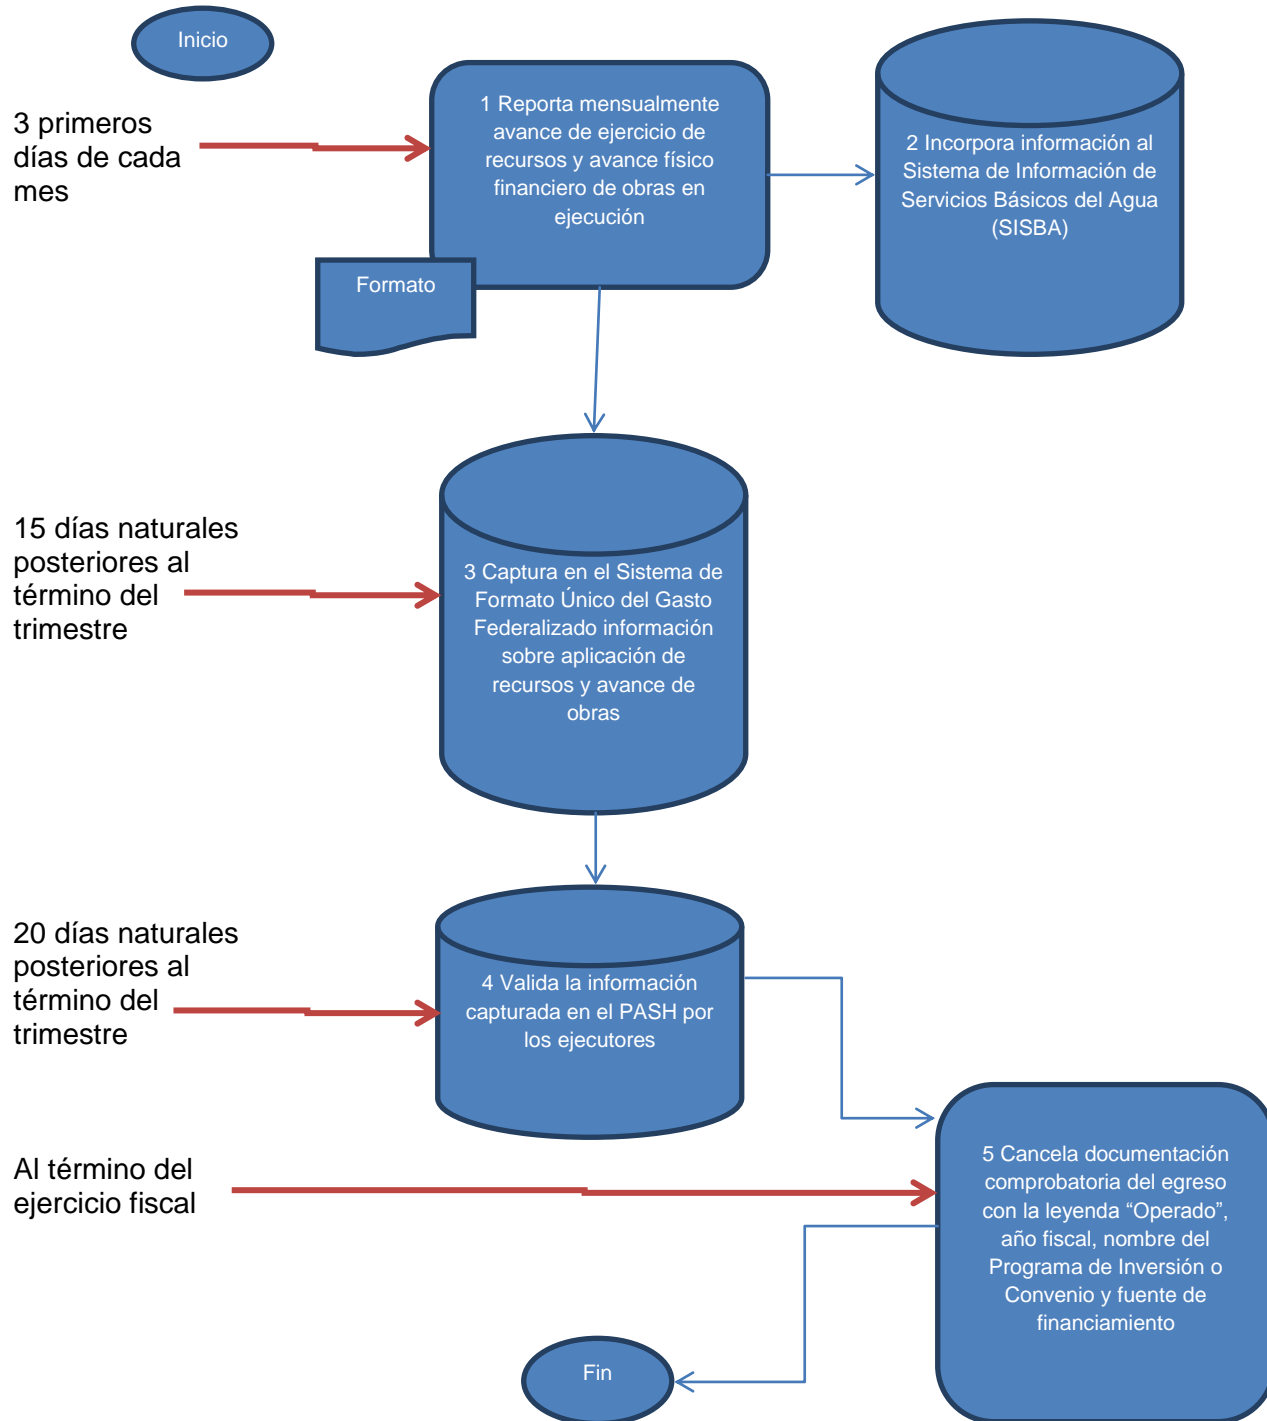 Inicio
3 primeros
días de cada
mes
1 Reporta mensualmente
avance de ejercicio de
recursos y avance físico
financiero de obras en
ejecución
2 Incorpora información al
Sistema de Información de
Servicios Básicos del Agua
(SISBA)
Formato
15 días naturales
posteriores al
término del
trimestre
3 Captura en el Sistema de
Formato Único del Gasto
Federalizado información
sobre aplicación de
recursos y avance de
obras
20 días naturales
posteriores al
término del
trimestre
4 Valida la información
capturada en el PASH por
los ejecutores
Al término del
ejercicio fiscal
5 Cancela documentación
comprobatoria del egreso
con la leyenda “Operado”,
año fiscal, nombre del
Programa de Inversión o
Convenio y fuente de
financiamiento
Fin